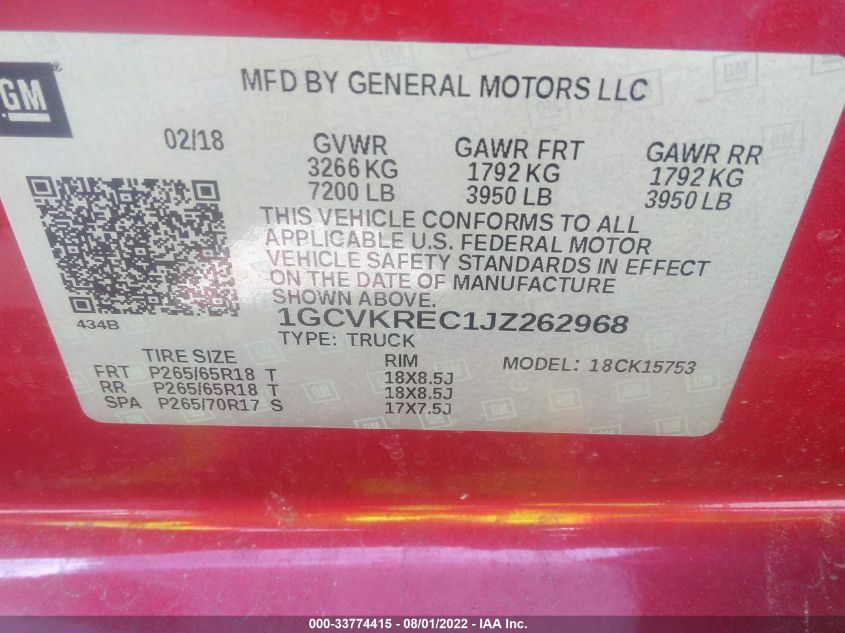 GM
MFD BY GENERAL MOTORS LLC
02/18 GVWR GAWR FRT GAWR RR
3266 KG 1792 KG 1792 KG
7200 LB 3950 LB 3950 LB
THIS VEHICLE CONFORMS TO ALL
APPLICABLE U.S. FEDERAL MOTOR
VEHICLE SAFETY STANDARDS IN EFFECT
ON THE DATE OF MANUFACTURE
SHOWN ABOVE.
434B
1GCVKREC1JZ262968
TYPE: TRUCK
TIRE SIZE RIM MODEL: 18CK15753
FRT P265/65R18 T 18X8.5J
RR P265/65R18 T 18X8.5J
SPA P265/70R17 S 17X7.5J
000-33774415 - 08/01/2022 - IAA Inc.